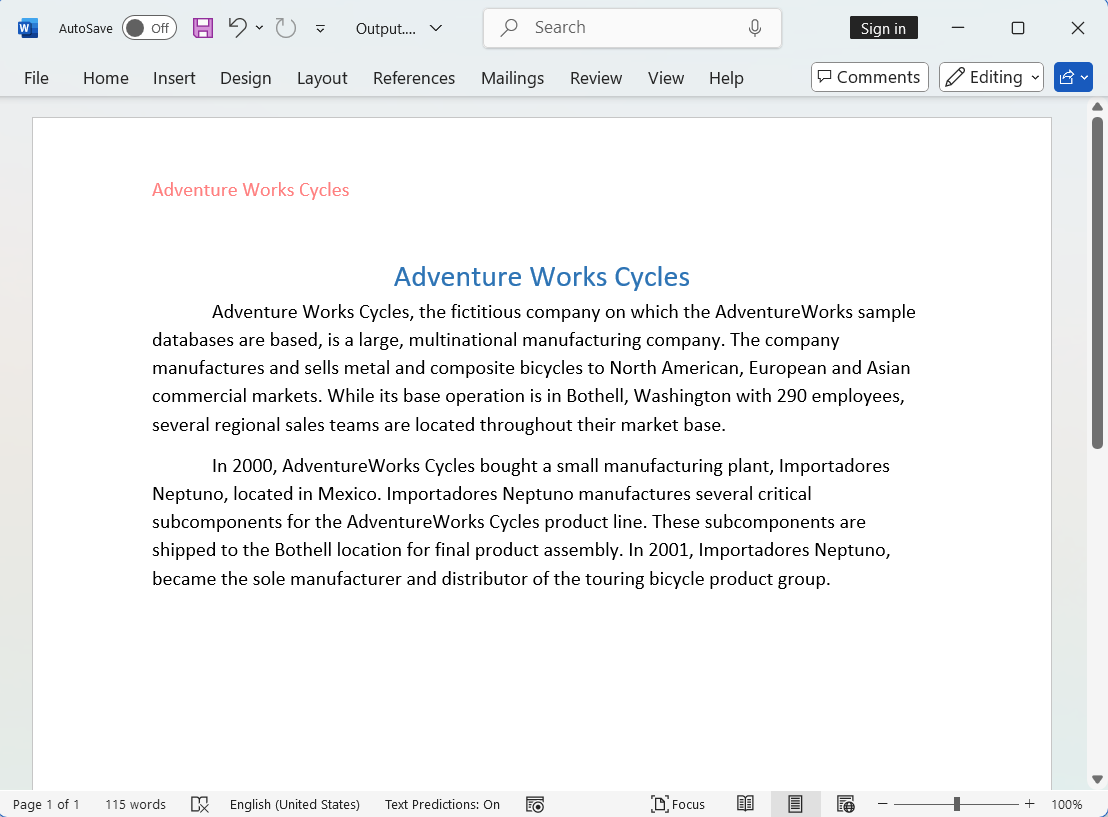 AutoSave Off Output.... Search Sign in
File Home Insert Design Layout References Mailings Review View Help Comments Editing
Adventure Works Cycles
Adventure Works Cycles
Adventure Works Cycles, the fictitious company on which the AdventureWorks sample
databases are based, is a large, multinational manufacturing company. The company
manufactures and sells metal and composite bicycles to North American, European and Asian
commercial markets. While its base operation is in Bothell, Washington with 290 employees,
several regional sales teams are located throughout their market base.
In 2000, AdventureWorks Cycles bought a small manufacturing plant, Importadores
Neptuno, located in Mexico. Importadores Neptuno manufactures several critical
subcomponents for the AdventureWorks Cycles product line. These subcomponents are
shipped to the Bothell location for final product assembly. In 2001, Importadores Neptuno,
became the sole manufacturer and distributor of the touring bicycle product group.
Page 1 of 1 115 words English (United States) Text Predictions: On Focus 100%